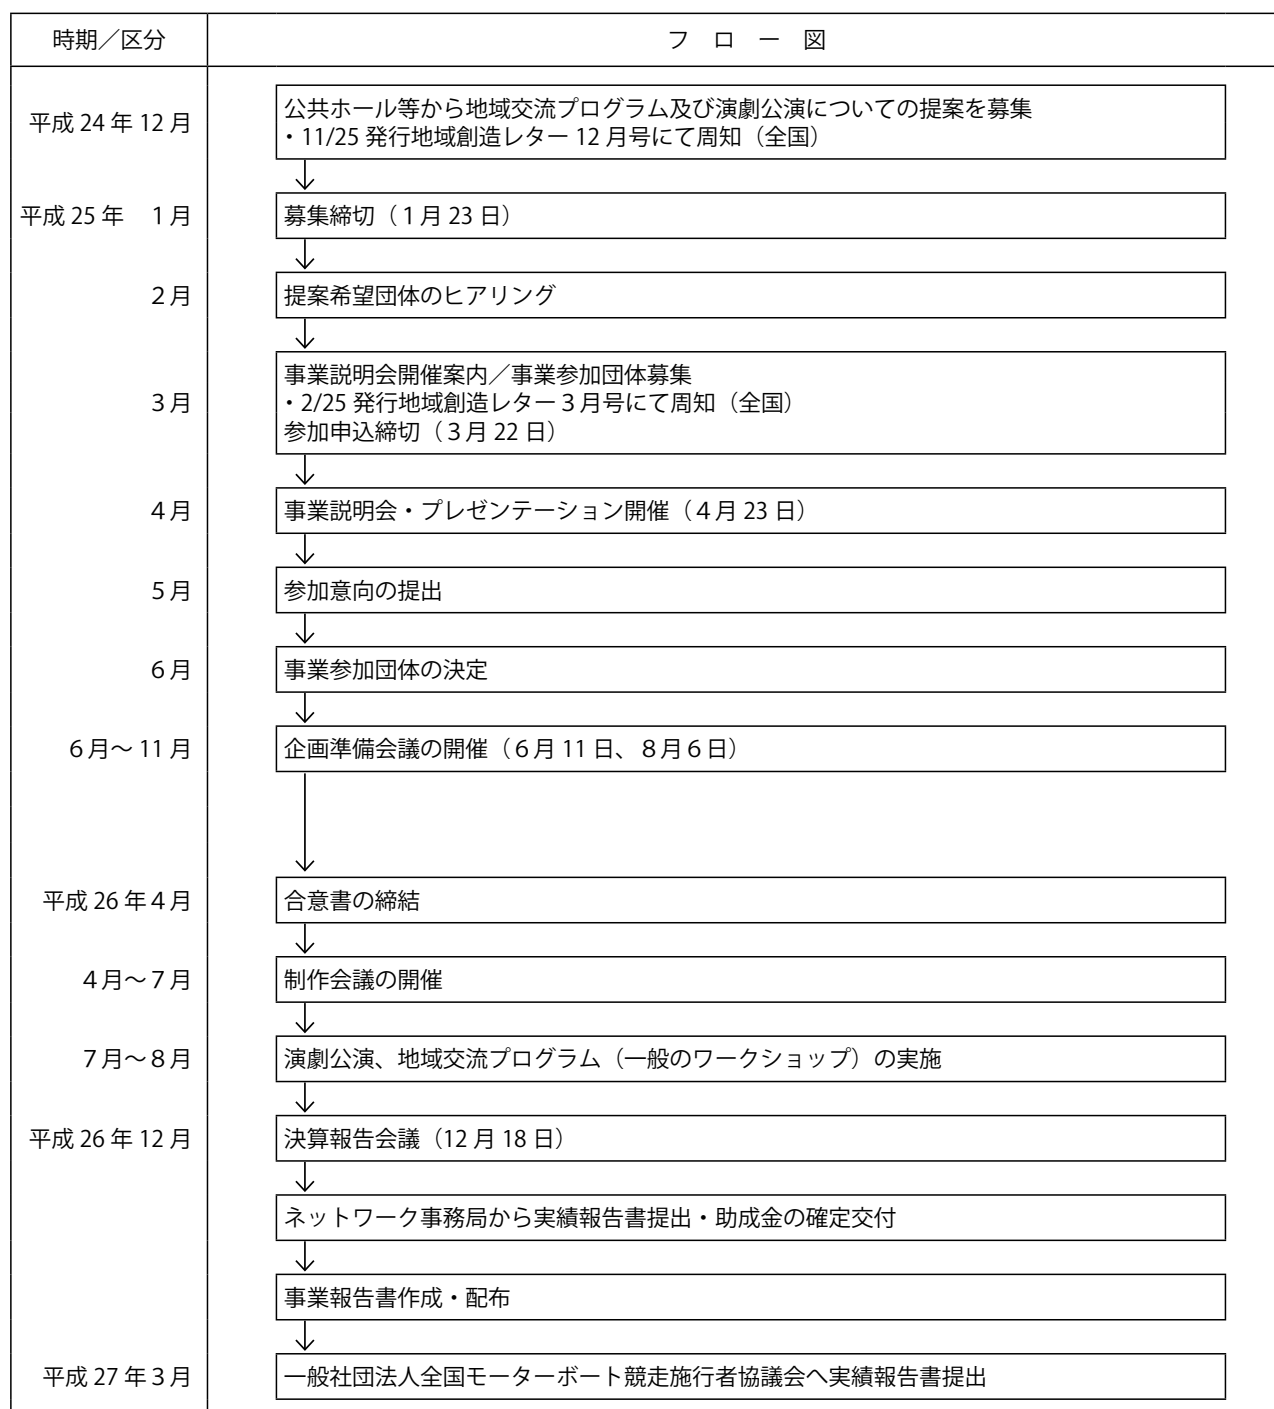 時期／区分
フロー図
平成 24 年 12 月
公共ホール等から地域交流プログラム及び演劇公演についての提案を募集
・11/25 発行地域創造レター 12 月号にて周知（全国）
平成 25 年　１月
募集締切（１月 23 日）
２月
提案希望団体のヒアリング
３月
事業説明会開催案内／事業参加団体募集
・2/25 発行地域創造レター３月号にて周知（全国）
参加申込締切（３月 22 日）
４月
事業説明会・プレゼンテーション開催（４月 23 日）
５月
参加意向の提出
６月
事業参加団体の決定
６月～ 11 月
企画準備会議の開催（６月 11 日、８月６日）
平成 26 年４月
合意書の締結
４月～７月
制作会議の開催
７月～８月
演劇公演、地域交流プログラム（一般のワークショップ）の実施
平成 26 年 12 月
決算報告会議（12 月 18 日）
ネットワーク事務局から実績報告書提出・助成金の確定交付
事業報告書作成・配布
平成 27 年３月
一般社団法人全国モーターボート競走施行者協議会へ実績報告書提出